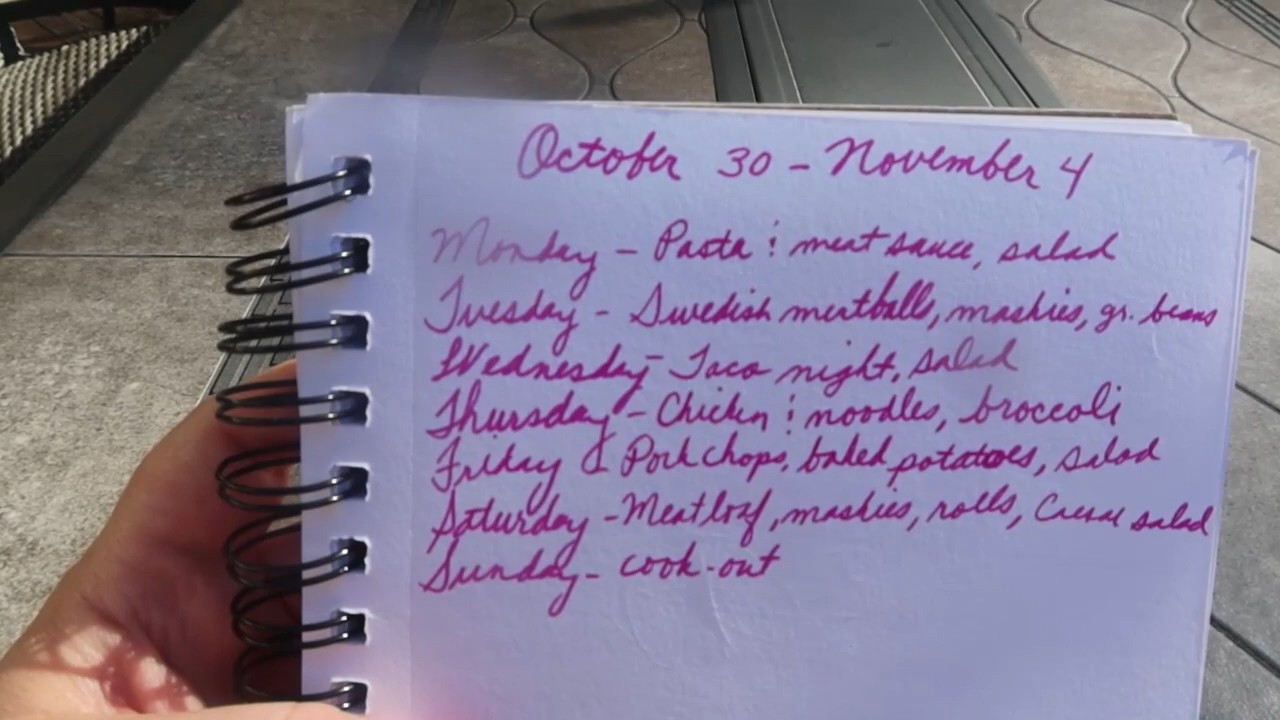 October 30 - November 4
Monday - Pasta & meat sauce, salad
Tuesday - Swedish meatballs, mashies, gr. beans
Wednesday - Taco night, salad
Thursday - Chicken & noodles, broccoli
Friday - Pork chops, baked potatoes, salad
Saturday - Meatloaf, mashies, rolls, Caesar salad
Sunday - cook-out